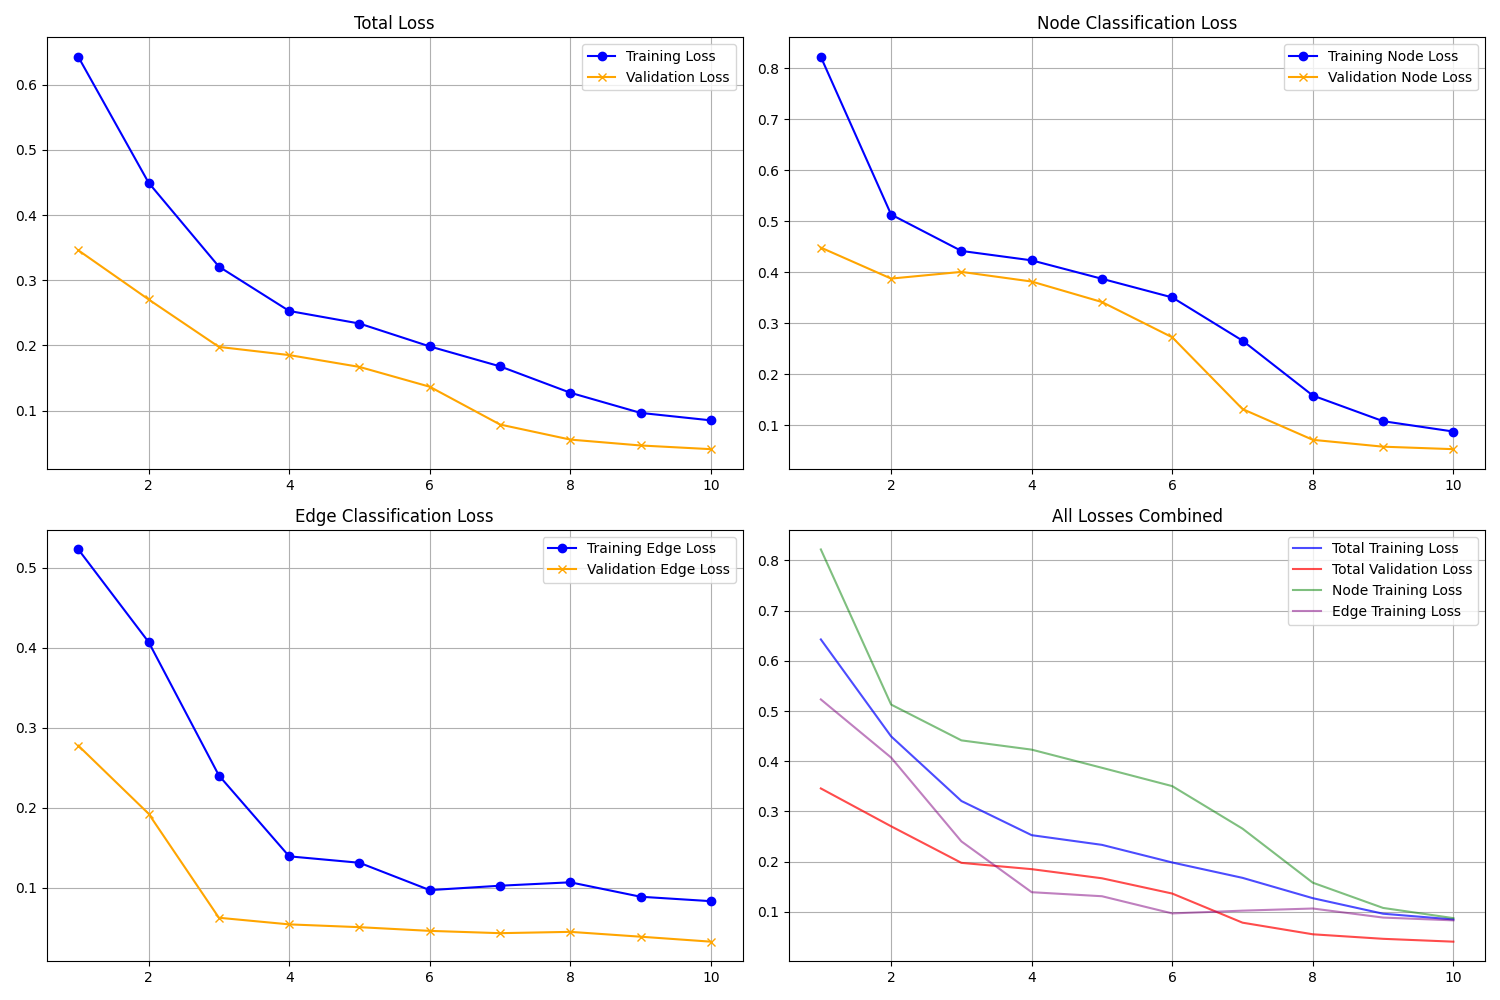 Total Loss
Training Loss
Validation Loss
0.6
0.5
0.4
0.3
0.2
0.1
2 4 6 8 10
Node Classification Loss
Training Node Loss
Validation Node Loss
0.8
0.7
0.6
0.5
0.4
0.3
0.2
0.1
2 4 6 8 10
Edge Classification Loss
Training Edge Loss
Validation Edge Loss
0.5
0.4
0.3
0.2
0.1
2 4 6 8 10
All Losses Combined
Total Training Loss
Total Validation Loss
Node Training Loss
Edge Training Loss
0.8
0.7
0.6
0.5
0.4
0.3
0.2
0.1
2 4 6 8 10